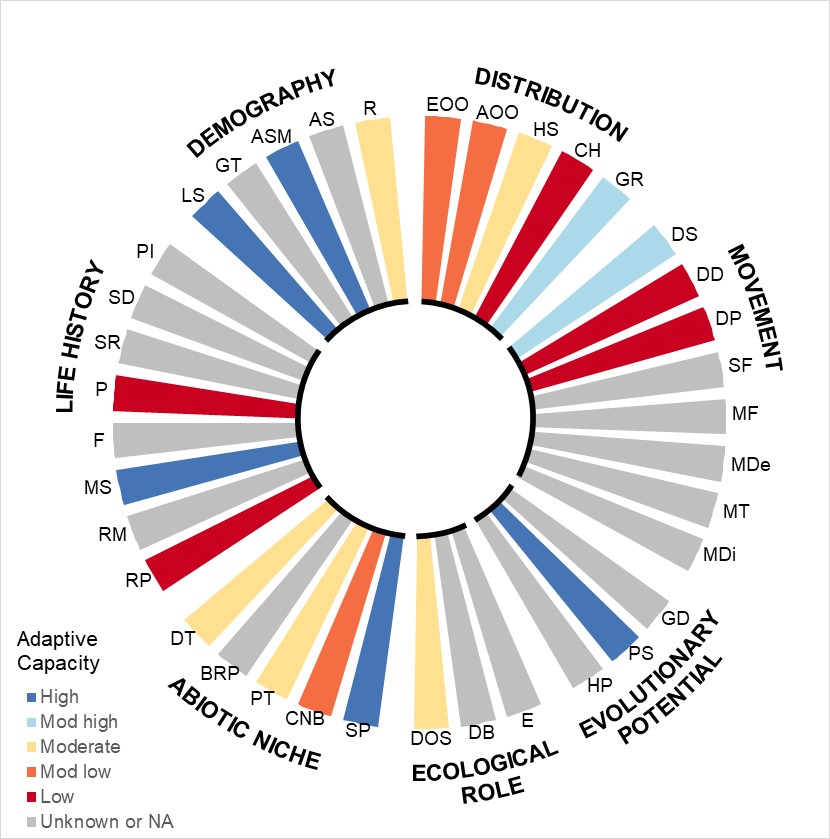 DISTRIBUTION
EOO
AOO
HS
CH
GR
MOVEMENT
DS
DD
DP
SF
MF
MDe
MT
MDi
EVOLUTIONARY
POTENTIAL
GD
PS
HP
ECOLOGICAL
ROLE
E
DB
DOS
ABIOTIC NICHE
SP
CNB
PT
BRP
DT
LIFE HISTORY
RP
RM
MS
F
P
SR
SD
PI
DEMOGRAPHY
LS
GT
ASM
AS
R
Adaptive
Capacity
High
Mod high
Moderate
Mod low
Low
Unknown or NA